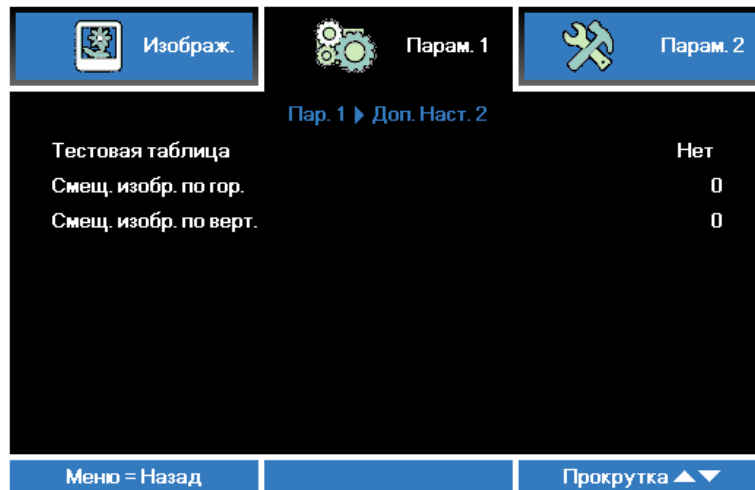 Изображ. Парам. 1 Парам. 2
Пар. 1 ▶ Доп. Наст. 2
Тестовая таблица Нет
Смещ. изобр. по гор. 0
Смещ. изобр. по верт. 0
Меню = Назад Прокрутка ▲▼